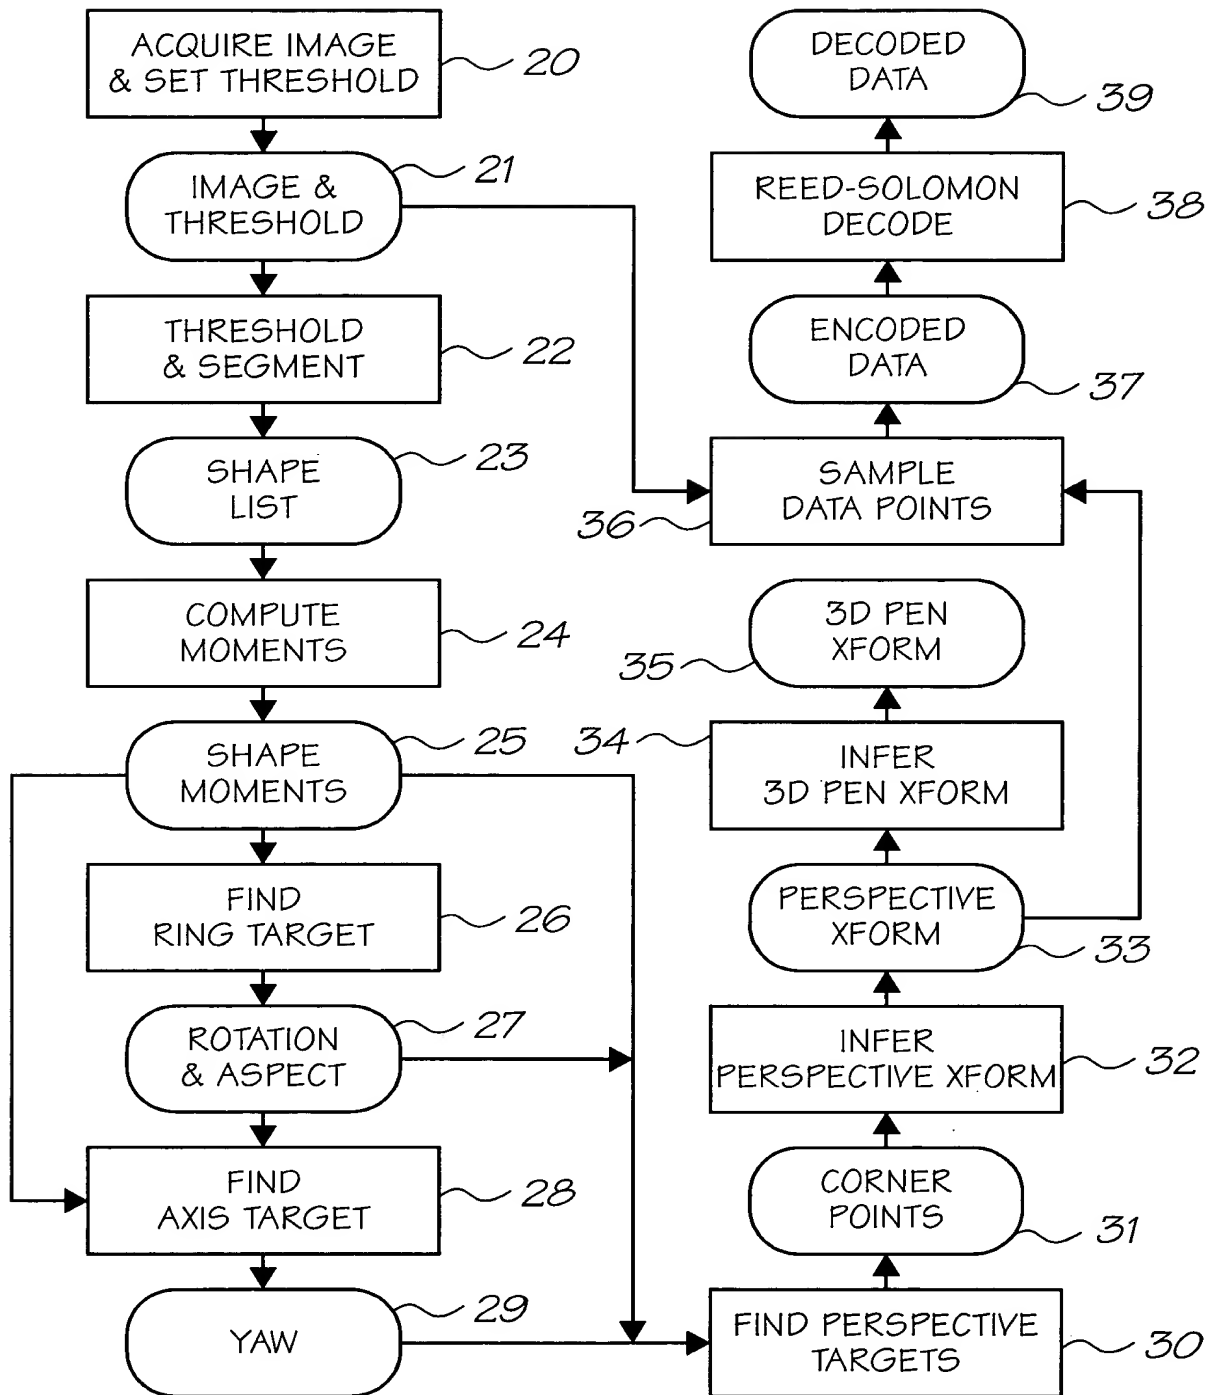 ACQUIRE IMAGE
& SET THRESHOLD
20
IMAGE &
THRESHOLD
21
THRESHOLD
& SEGMENT
22
SHAPE
LIST
23
COMPUTE
MOMENTS
24
SHAPE
MOMENTS
25
FIND
RING TARGET
26
ROTATION
& ASPECT
27
FIND
AXIS TARGET
28
YAW
29
DECODED
DATA
39
REED-SOLOMON
DECODE
38
ENCODED
DATA
37
SAMPLE
DATA POINTS
36
3D PEN
XFORM
35
INFER
3D PEN XFORM
34
PERSPECTIVE
XFORM
33
INFER
PERSPECTIVE XFORM
32
CORNER
POINTS
31
FIND PERSPECTIVE
TARGETS
30